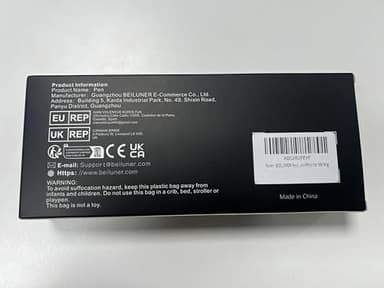 Product Information
Product Name: Pen
Manufacturer: Guangzhou BEILUNER E-Commerce Co., Ltd.
Address: Building 5, Kaida Industrial Park, No. 49, Shixin Road,
Panyu District, Guangzhou
EU REP
UK REP
CE
UK
CA
E-mail: Support@beiluner.com
Https: //www.beiluner.com
WARNING:
To avoid suffocation hazard, keep this plastic bag away from
infants and children. Do not use this bag in a crib, bed, stroller or
playpen.
This bag is not a toy.
Made in China